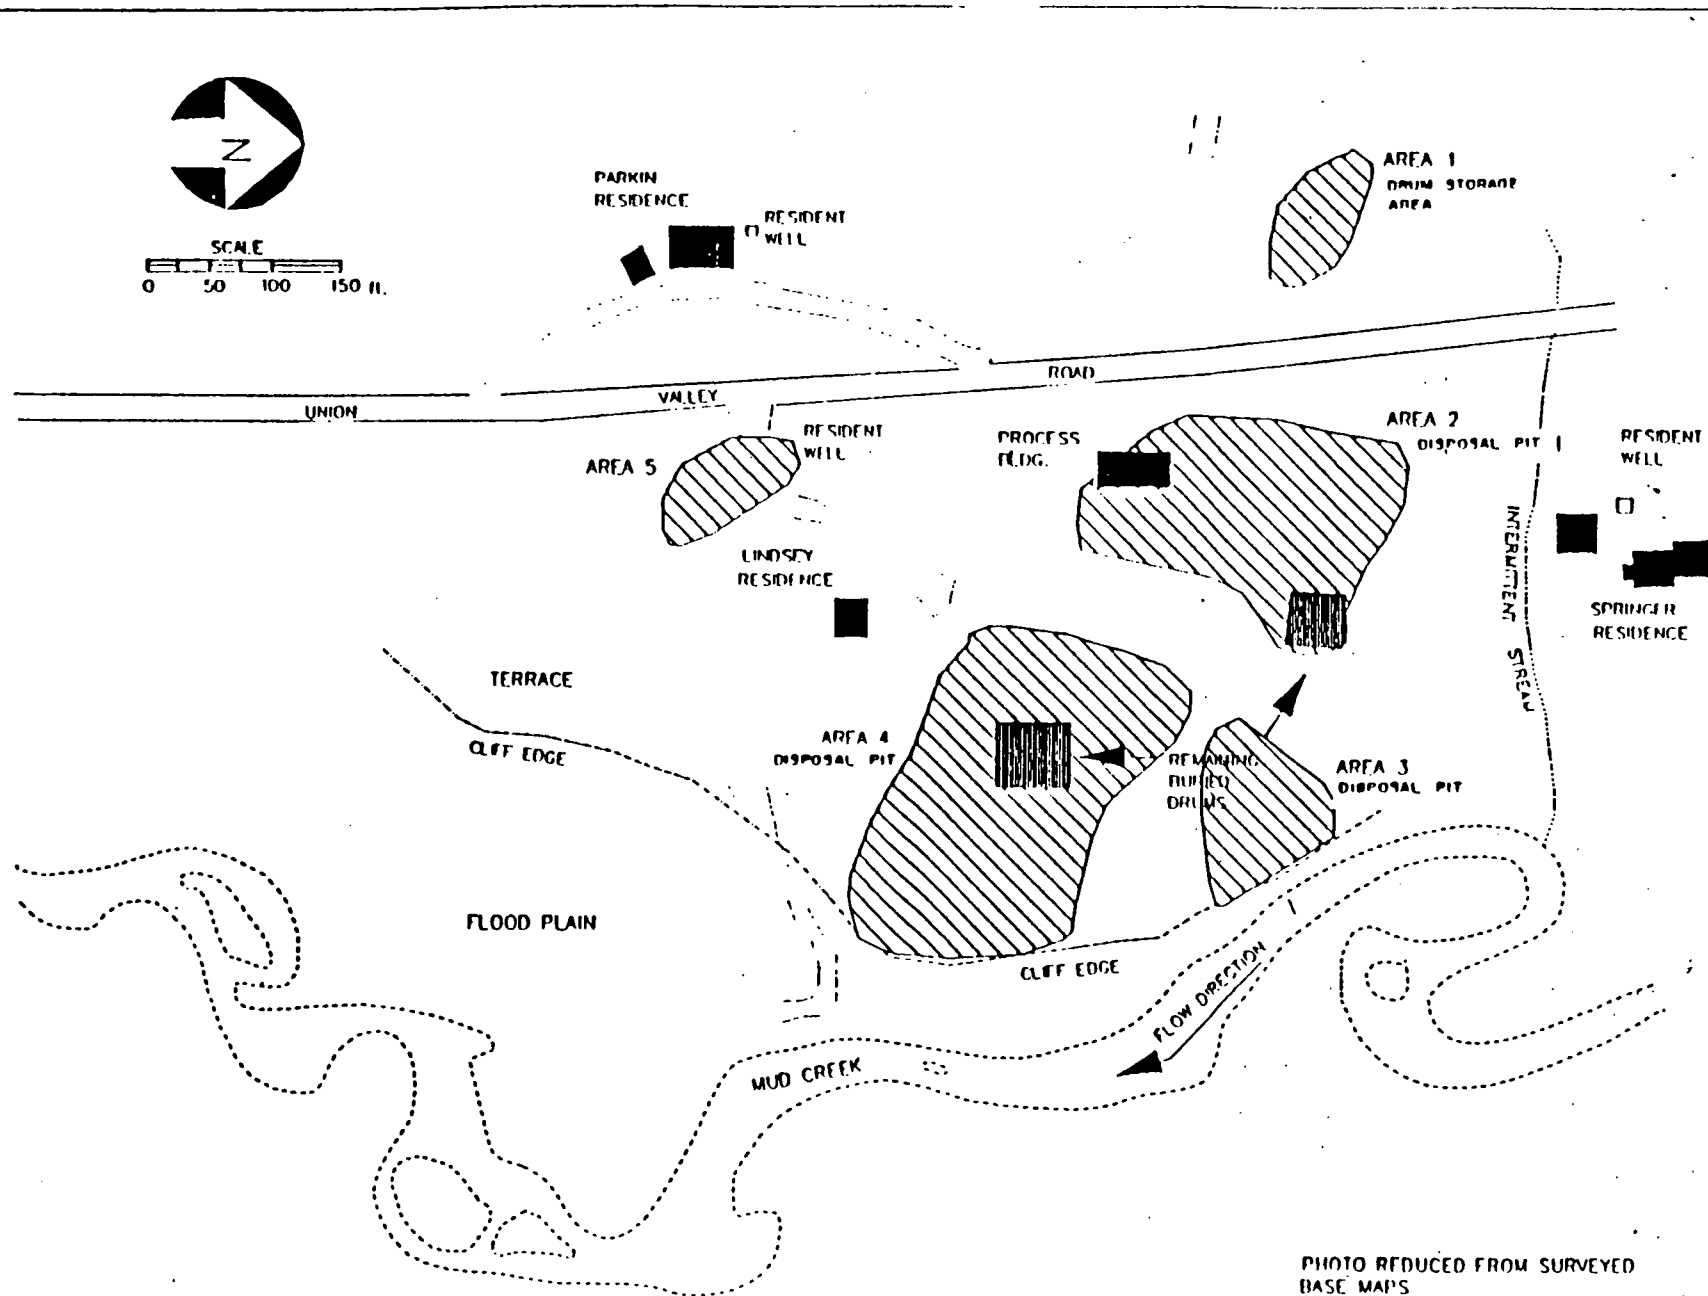 N
SCALE
0 50 100 150 ft.
PARKIN
RESIDENCE
RESIDENT
WELL
AREA 1
DRUM STORAGE
AREA
UNION VALLEY ROAD
AREA 5
RESIDENT
WELL
PROCESS
BLDG.
AREA 2
DISPOSAL PIT
RESIDENT
WELL
LINDSEY
RESIDENCE
INTERMITTENT STREAM
SPRINGER
RESIDENCE
TERRACE
CLIFF EDGE
AREA 4
DISPOSAL PIT
REMAINING
BURIED
DRUMS
AREA 3
DISPOSAL PIT
FLOOD PLAIN
CLIFF EDGE
FLOW DIRECTION
MUD CREEK
PHOTO REDUCED FROM SURVEYED
BASE MAPS